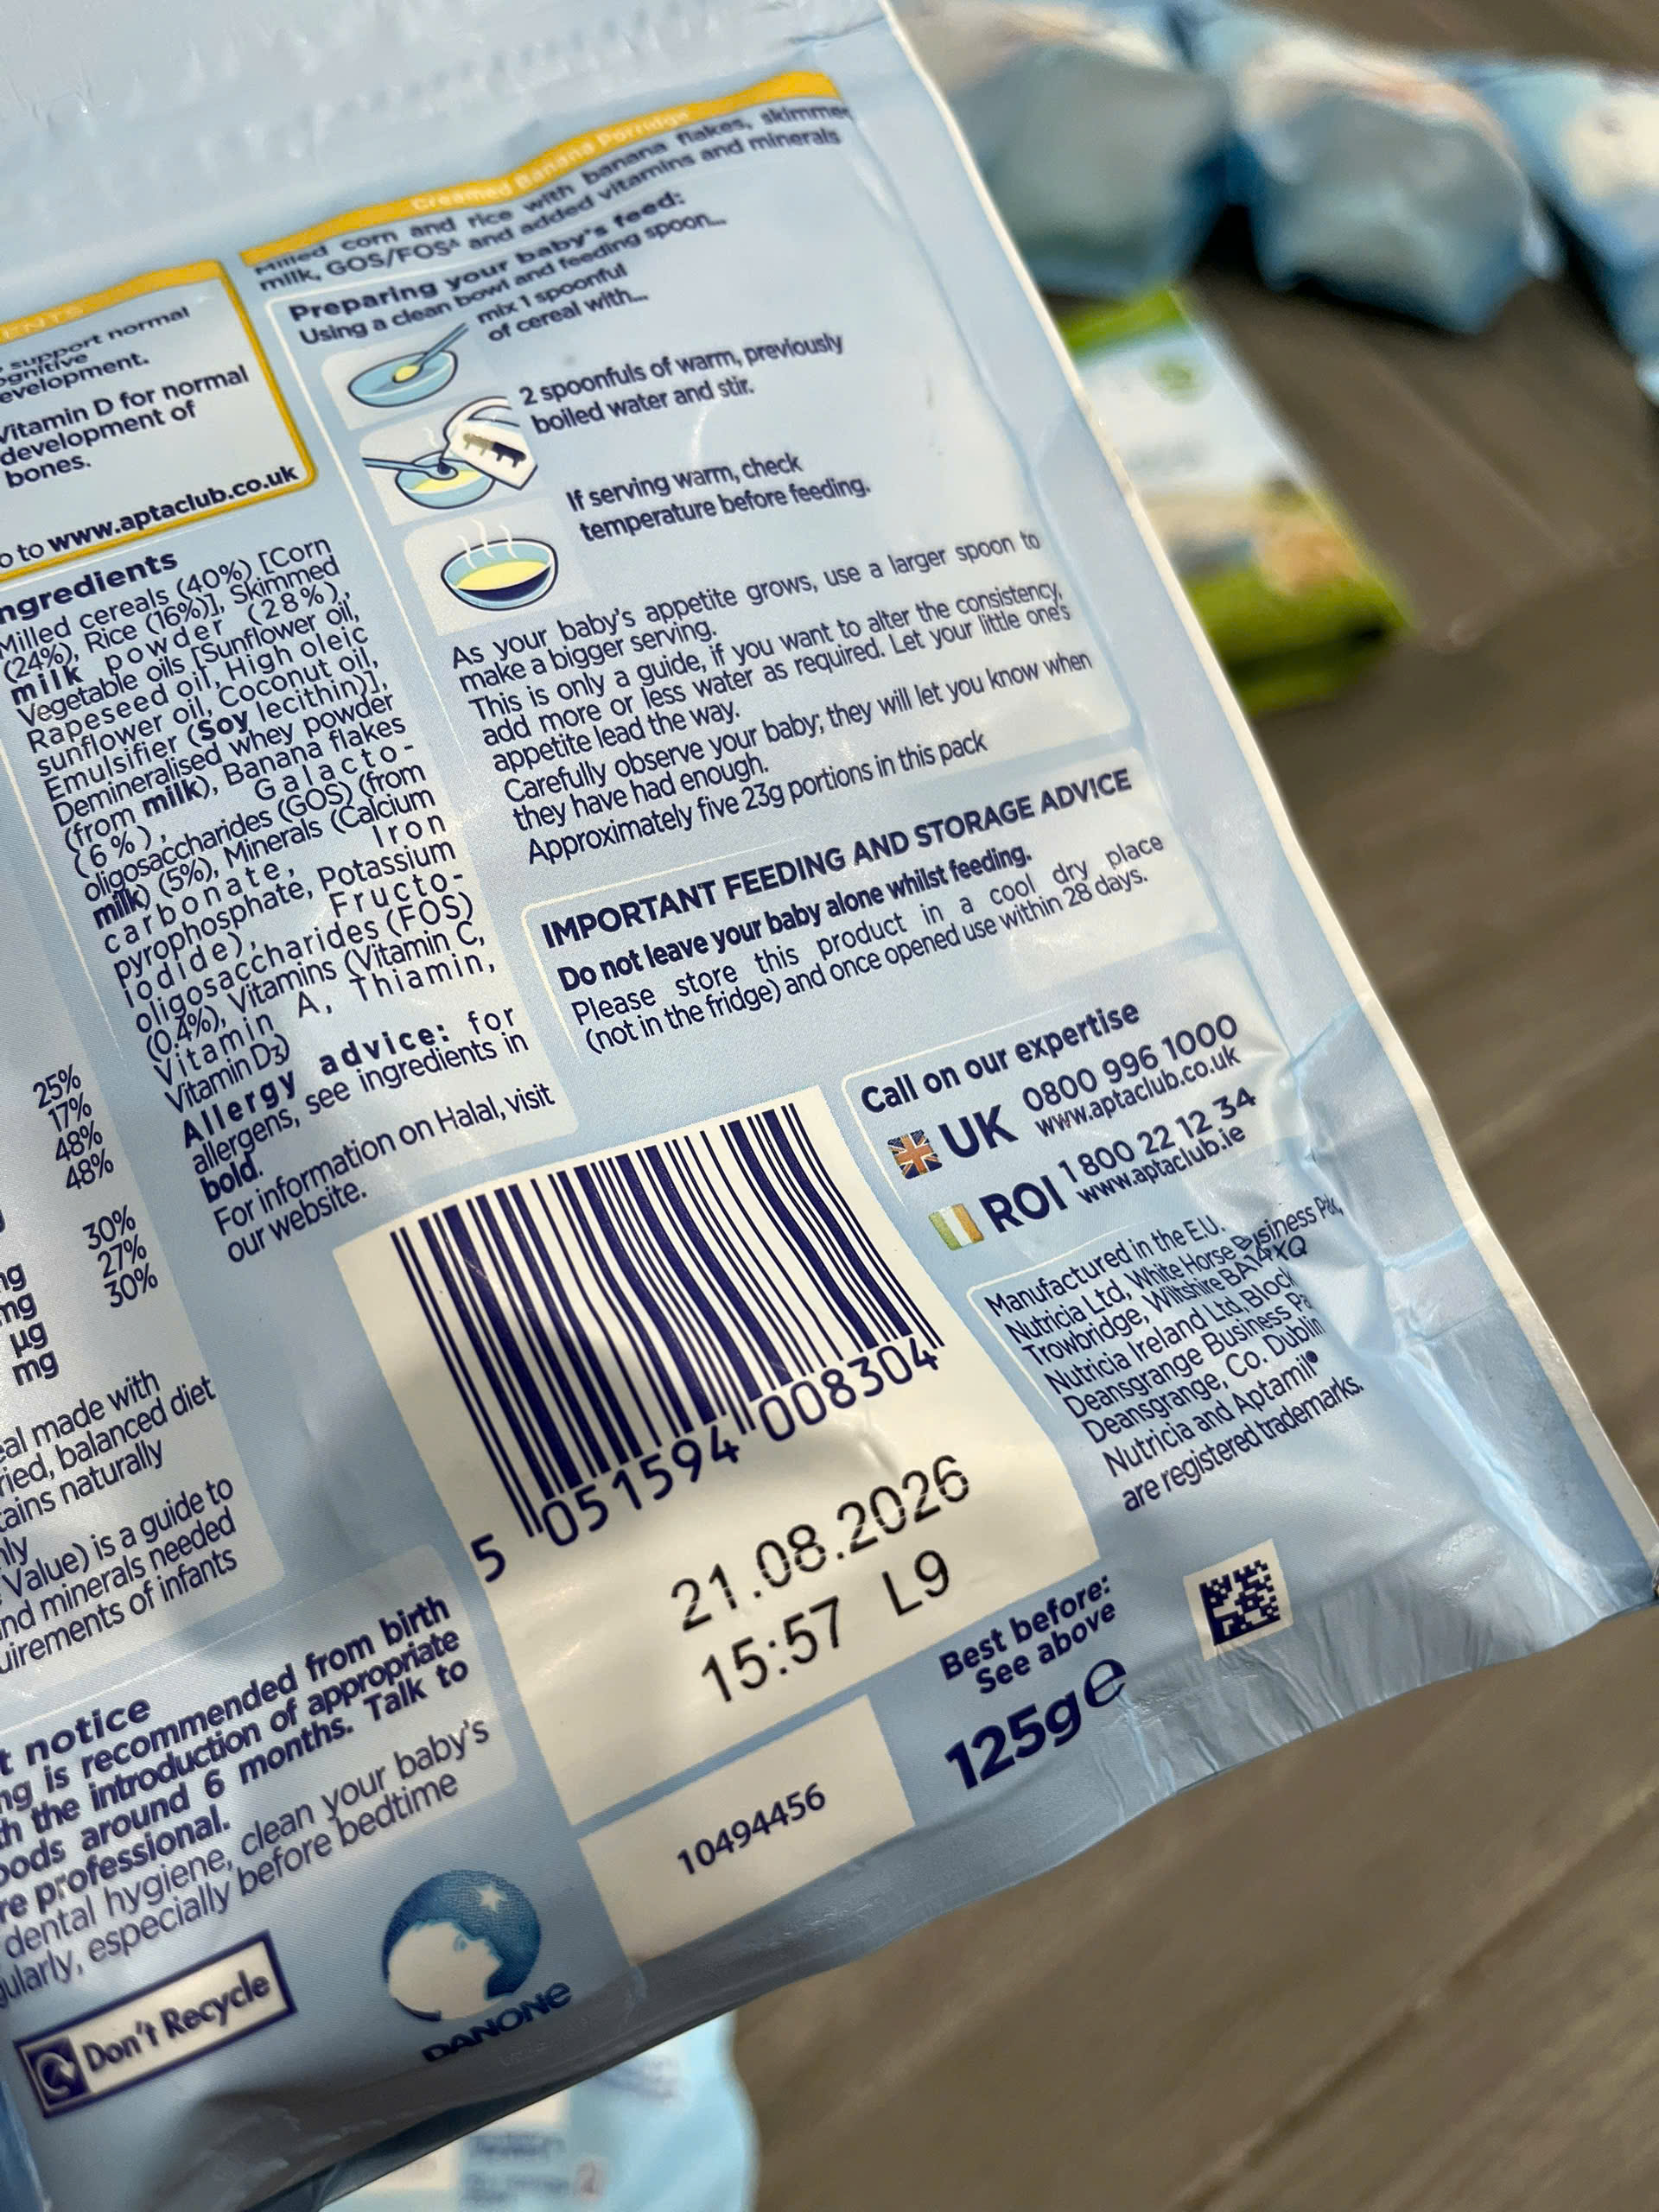 Creamed Banana Porridge
Milled corn and rice with banana flakes, skimmed
milk, GOS/FOS and added vitamins and minerals
Preparing your baby's feed:
Using a clean bowl and feeding spoon...
mix 1 spoonful
of cereal with...
2 spoonfuls of warm, previously
boiled water and stir.
If serving warm, check
temperature before feeding.
As your baby's appetite grows, use a larger spoon to
make a bigger serving.
This is only a guide, if you want to alter the consistency,
add more or less water as required. Let your little one's
appetite lead the way.
Carefully observe your baby; they will let you know when
they have had enough.
Approximately five 23g portions in this pack
IMPORTANT FEEDING AND STORAGE ADVICE
Do not leave your baby alone whilst feeding.
Please store this product in a cool dry place
(not in the fridge) and once opened use within 28 days.
Call on our expertise
UK 0800 996 1000
www.aptaclub.co.uk
ROI 1 800 22 12 34
www.aptaclub.ie
Manufactured in the E.U.
Nutricia Ltd, White Horse Business Pk,
Trowbridge, Wiltshire BA14 XQ
Nutricia Ireland Ltd, Block
Deansgrange Business Pa
Deansgrange, Co. Dublin
Nutricia and Aptamil®
are registered trademarks.
ENTS
support normal
ognitive
evelopment.
Vitamin D for normal
development of
bones.
o to www.aptaclub.co.uk
ngredients
Milled cereals (40%) [Corn
(24%), Rice (16%)], Skimmed
milk powder (28%),
Vegetable oils [Sunflower oil,
Rapeseed oil, High oleic
sunflower oil, Coconut oil,
Emulsifier (Soy lecithin)],
Demineralised whey powder
(from milk), Banana flakes
(6%), Galacto-
oligosaccharides (GOS) (from
milk) (5%), Minerals (Calcium
carbonate, Iron
pyrophosphate, Potassium
iodide), Fructo-
oligosaccharides (FOS)
(0.4%), Vitamins (Vitamin C,
Vitamin A, Thiamin,
Vitamin D3)
Allergy advice: for
allergens, see ingredients in
bold.
For information on Halal, visit
our website.
25%
17%
48%
48%
30%
ng 27%
mg 30%
µg
mg
eal made with
ried, balanced diet
tains naturally
nly
Value) is a guide to
nd minerals needed
uirements of infants
t notice
ng is recommended from birth
h the introduction of appropriate
oods around 6 months. Talk to
re professional.
dental hygiene, clean your baby's
ularly, especially before bedtime
Don't Recycle
DANONE
5 051594 008304
21.08.2026
15:57 L9
Best before:
See above
125g e
10494456